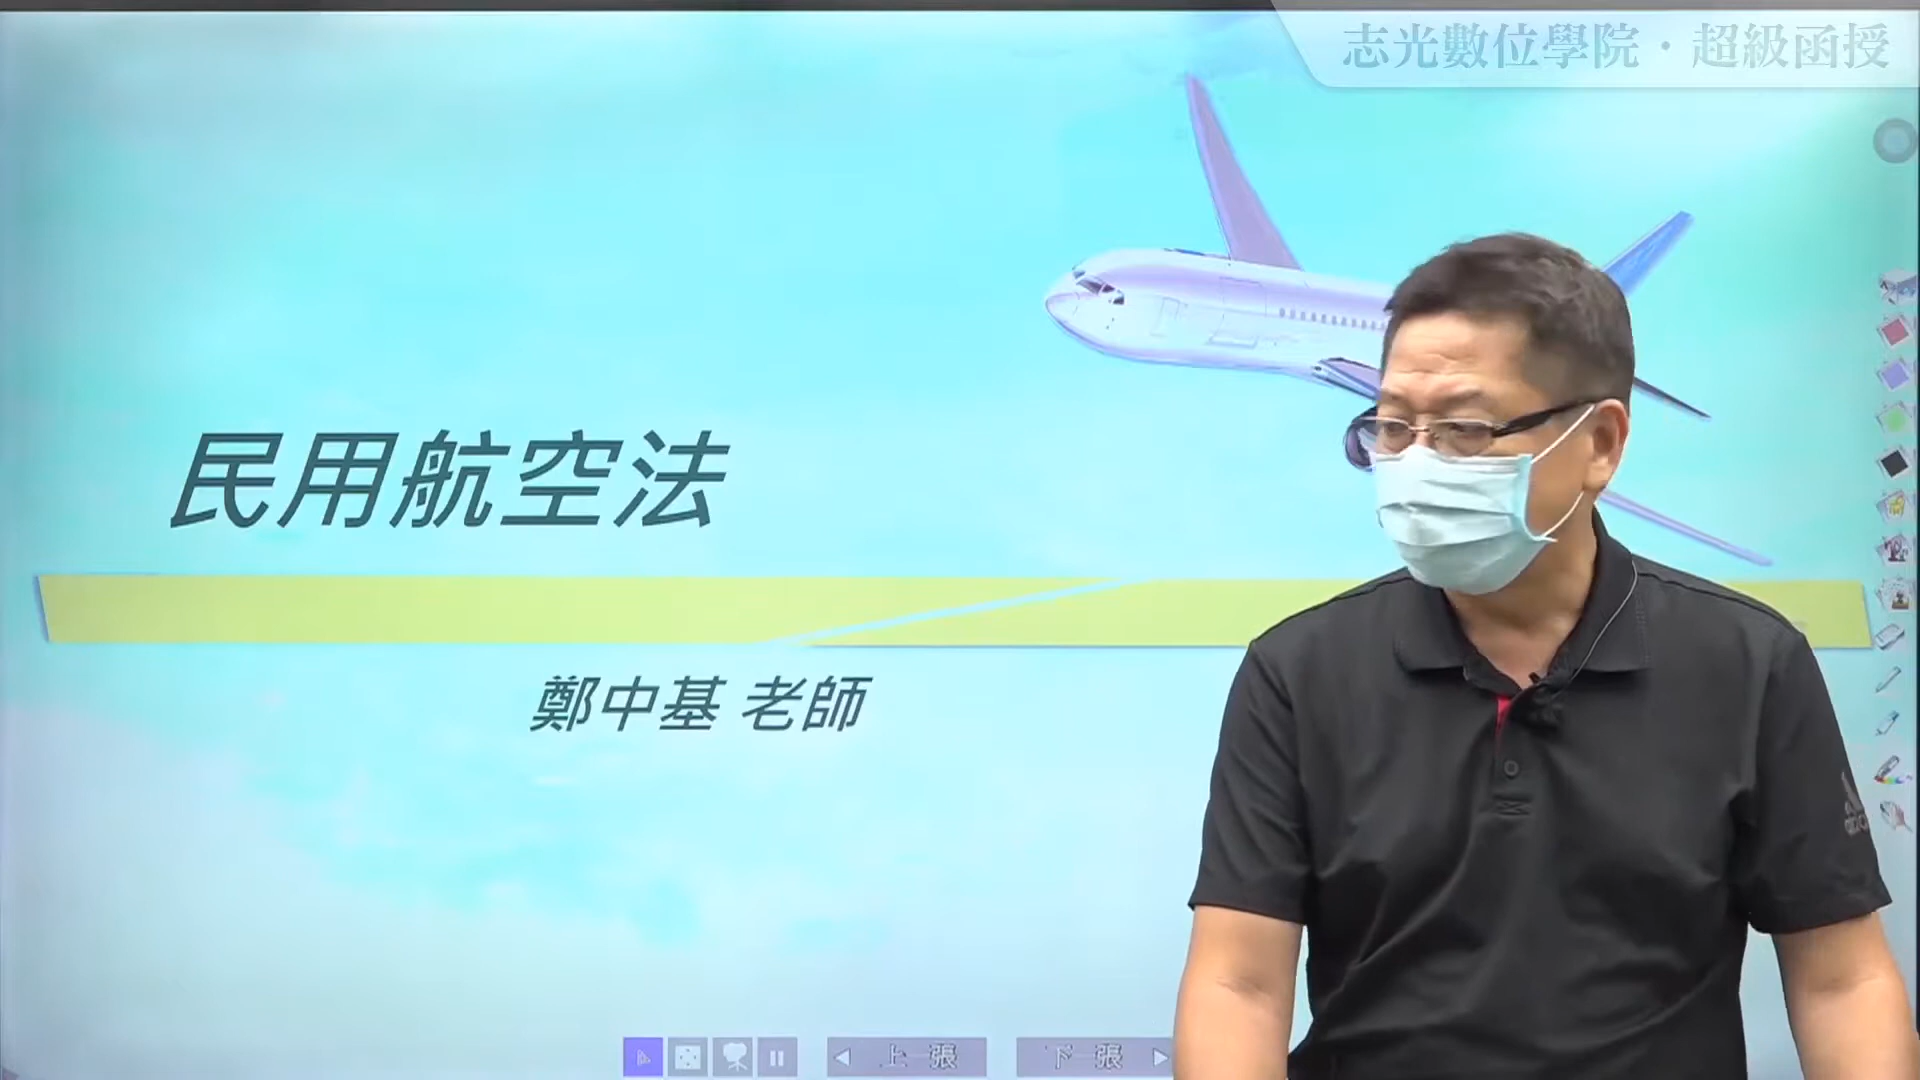 志光數位學院・超級函授
民用航空法
鄭中基 老師
上一張
下一張